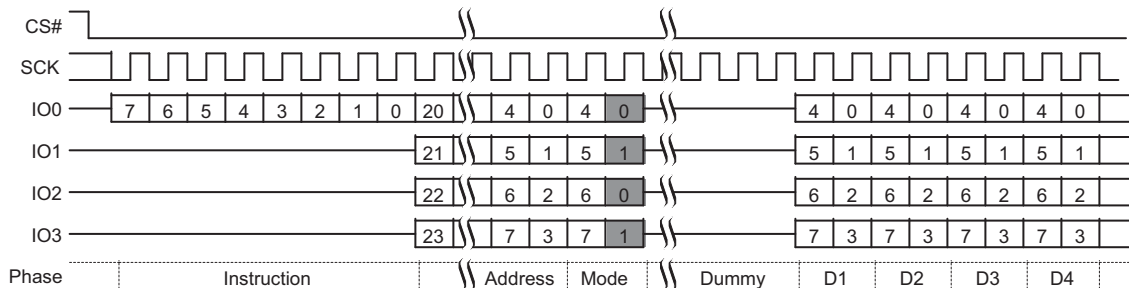 CS#
SCK
IO0 7 6 5 4 3 2 1 0 20 4 0 4 0 4 0 4 0 4 0 4 0
IO1 21 5 1 5 1 5 1 5 1 5 1 5 1
IO2 22 6 2 6 0 6 2 6 2 6 2 6 2
IO3 23 7 3 7 1 7 3 7 3 7 3 7 3
Phase Instruction Address Mode Dummy D1 D2 D3 D4